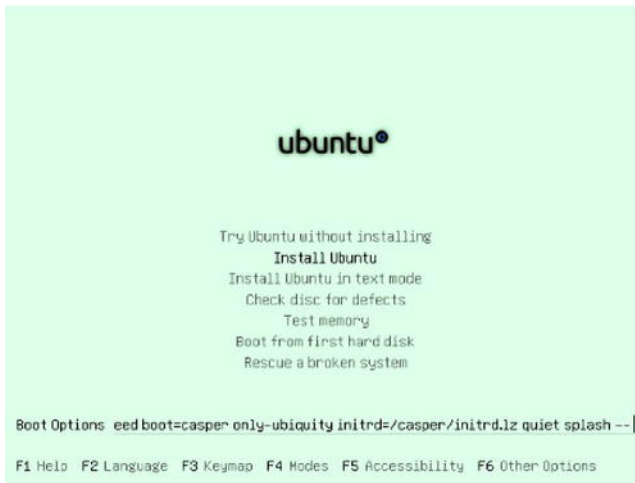 ubuntu
Try Ubuntu without installing
Install Ubuntu
Install Ubuntu in text mode
Check disc for defects
Test memory
Boot from first hard disk
Rescue a broken system
Boot Options eed boot=casper only-ubiquity initrd=/casper/initrd.lz quiet splash --
F1 Help F2 Language F3 Keymap F4 Modes F5 Accessibility F6 Other Options